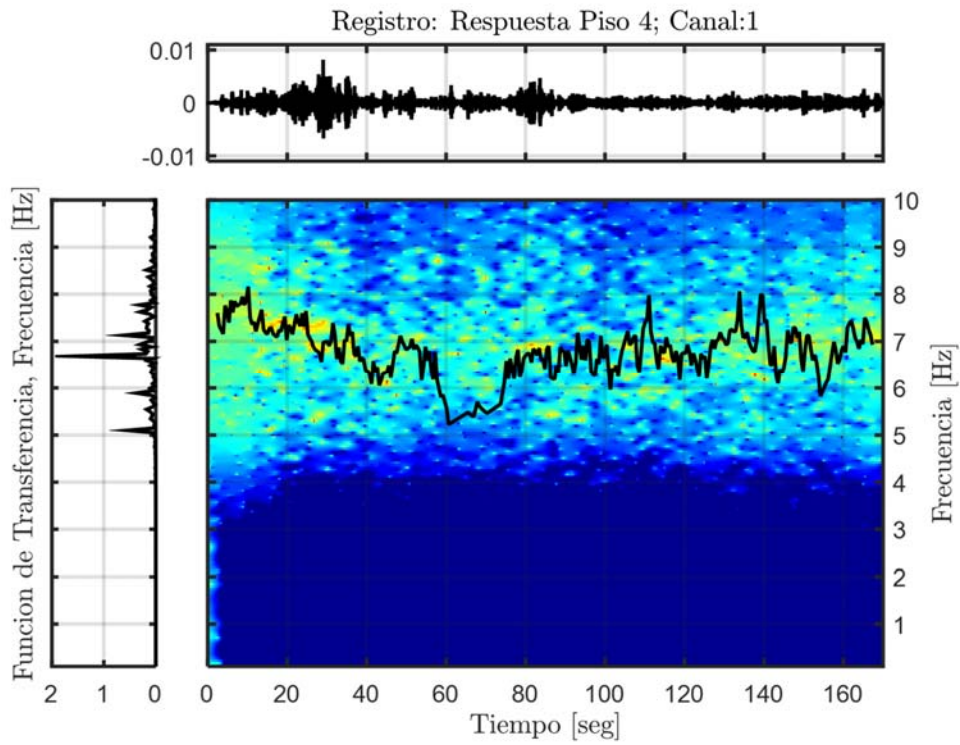 Registro: Respuesta Piso 4; Canal:1
0.01
0
-0.01
Funcion de Transferencia, Frecuencia [Hz]
2 1 0
10
9
8
7
6
5
4
3
2
1
Frecuencia [Hz]
0 20 40 60 80 100 120 140 160
Tiempo [seg]